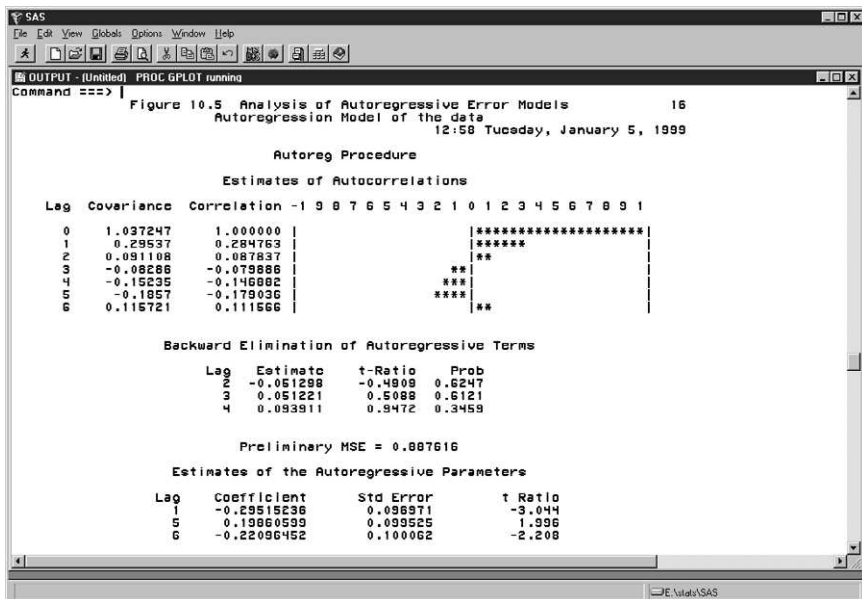 SAS
File Edit View Globals Options Window Help
OUTPUT - (Untitled) PROC GPLOT running
Command ===>
Figure 10.5 Analysis of Autoregressive Error Models 16
Autoregression Model of the data
12:58 Tuesday, January 5, 1999
Autoreg Procedure
Estimates of Autocorrelations
Lag Covariance Correlation -1 9 8 7 6 5 4 3 2 1 0 1 2 3 4 5 6 7 8 9 1
0 1.037247 1.000000 | |********************|
1 0.29537 0.284763 | |****** |
2 0.091108 0.087837 | |** |
3 -0.08286 -0.079886 | **| |
4 -0.15235 -0.146882 | ***| |
5 -0.1857 -0.179036 | ****| |
6 0.115721 0.111566 | |** |
Backward Elimination of Autoregressive Terms
Lag Estimate t-Ratio Prob
2 -0.051298 -0.4909 0.6247
3 0.051221 0.5088 0.6121
4 0.093911 0.9472 0.3459
Preliminary MSE = 0.887616
Estimates of the Autoregressive Parameters
Lag Coefficient Std Error t Ratio
1 -0.29515236 0.096971 -3.044
5 0.19860599 0.099525 1.996
6 -0.22096452 0.100062 -2.208
E:\stats\SAS